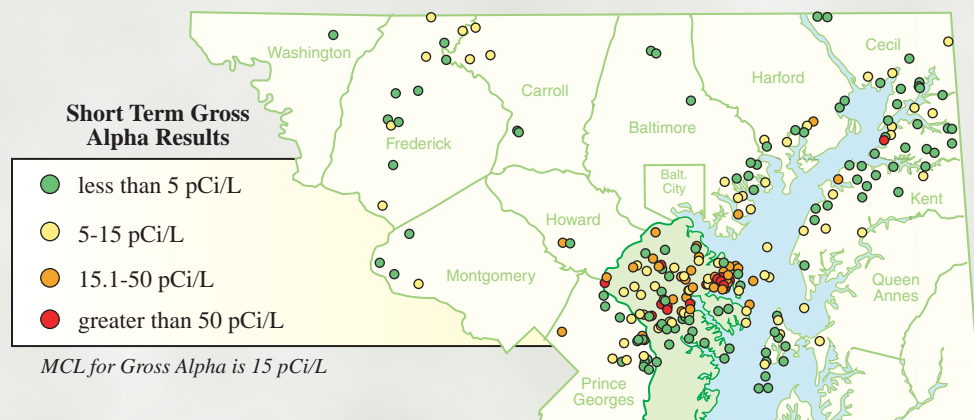 Short Term Gross
Alpha Results
less than 5 pCi/L
5-15 pCi/L
15.1-50 pCi/L
greater than 50 pCi/L
MCL for Gross Alpha is 15 pCi/L
Washington
Frederick
Carroll
Baltimore
Harford
Cecil
Balt.
City
Howard
Montgomery
Kent
Queen
Annes
Prince
Georges